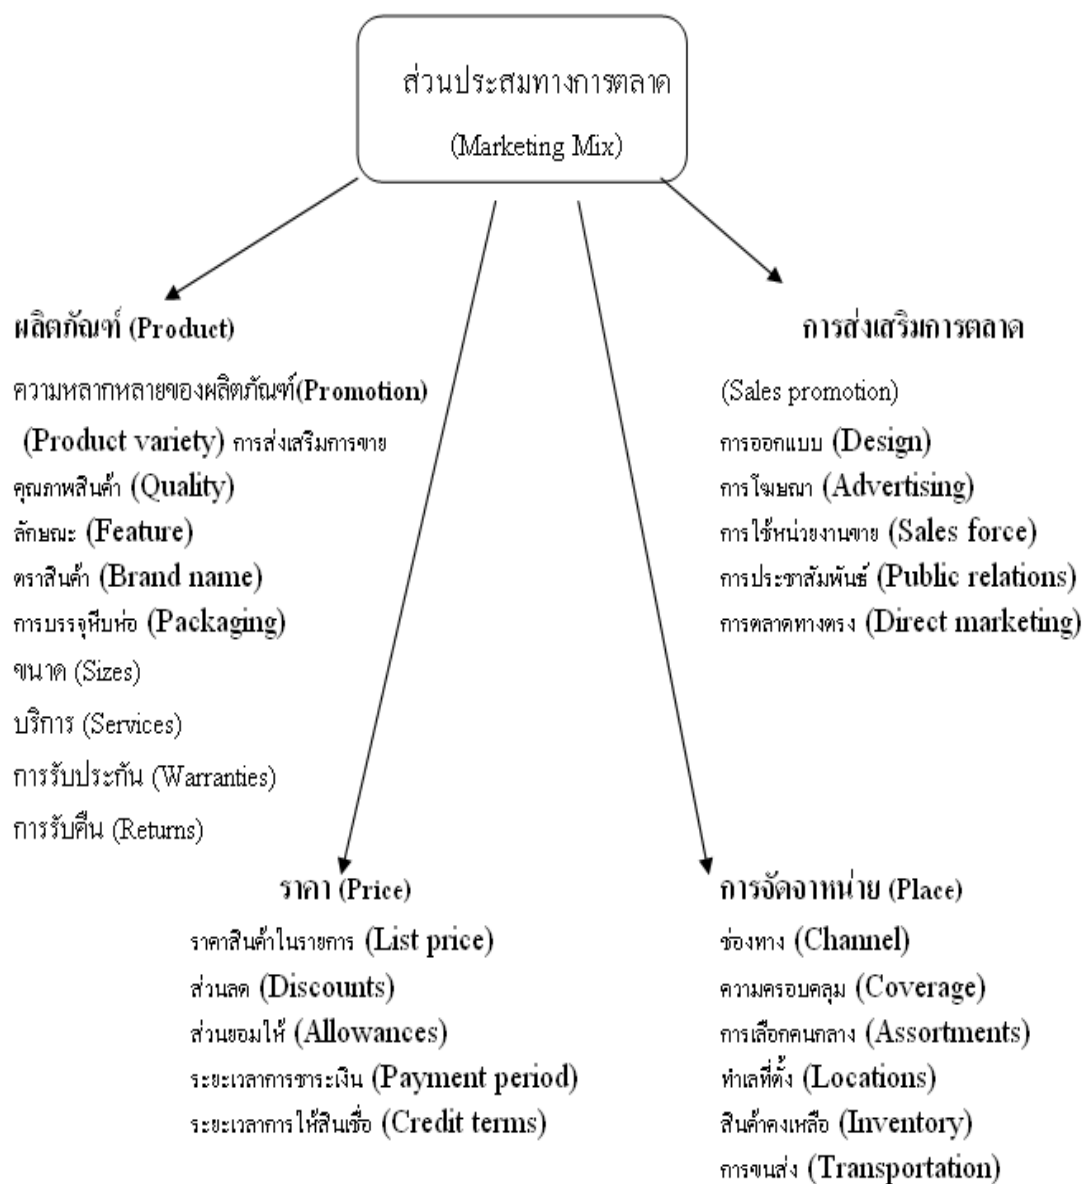 ส่วนประสมทางการตลาด
(Marketing Mix)
ผลิตภัณฑ์ (Product)
ความหลากหลายของผลิตภัณฑ์(Promotion)
(Product variety) การส่งเสริมการขาย
คุณภาพสินค้า (Quality)
ลักษณะ (Feature)
ตราสินค้า (Brand name)
การบรรจุหีบห่อ (Packaging)
ขนาด (Sizes)
บริการ (Services)
การรับประกัน (Warranties)
การรับคืน (Returns)
การส่งเสริมการตลาด
(Sales promotion)
การออกแบบ (Design)
การโฆษณา (Advertising)
การใช้หน่วยงานขาย (Sales force)
การประชาสัมพันธ์ (Public relations)
การตลาดทางตรง (Direct marketing)
ราคา (Price)
ราคาสินค้าในรายการ (List price)
ส่วนลด (Discounts)
ส่วนยอมให้ (Allowances)
ระยะเวลาการชาระเงิน (Payment period)
ระยะเวลาการให้สินเชื่อ (Credit terms)
การจัดจาหน่าย (Place)
ช่องทาง (Channel)
ความครอบคลุม (Coverage)
การเลือกคนกลาง (Assortments)
ทำเลที่ตั้ง (Locations)
สินค้าคงเหลือ (Inventory)
การขนส่ง (Transportation)